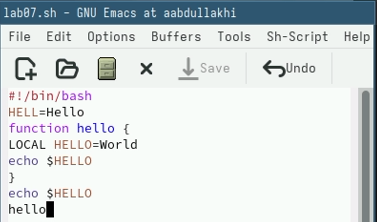 lab07.sh - GNU Emacs at aabdullakhi
File Edit Options Buffers Tools Sh-Script Help
Save Undo
#!/bin/bash
HELL=Hello
function hello {
LOCAL HELLO=World
echo $HELLO
}
echo $HELLO
hello